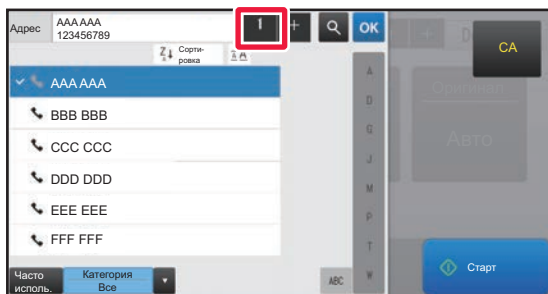 Адрес
AAA AAA
123456789
1
+
OK
CA
Z
a
Сорти-
ровка
AAA AAA
BBB BBB
CCC CCC
DDD DDD
EEE EEE
FFF FFF
A
D
G
J
M
P
T
W
Оригинал
Авто
Часто
исполь.
Категория
Все
ABC
Старт